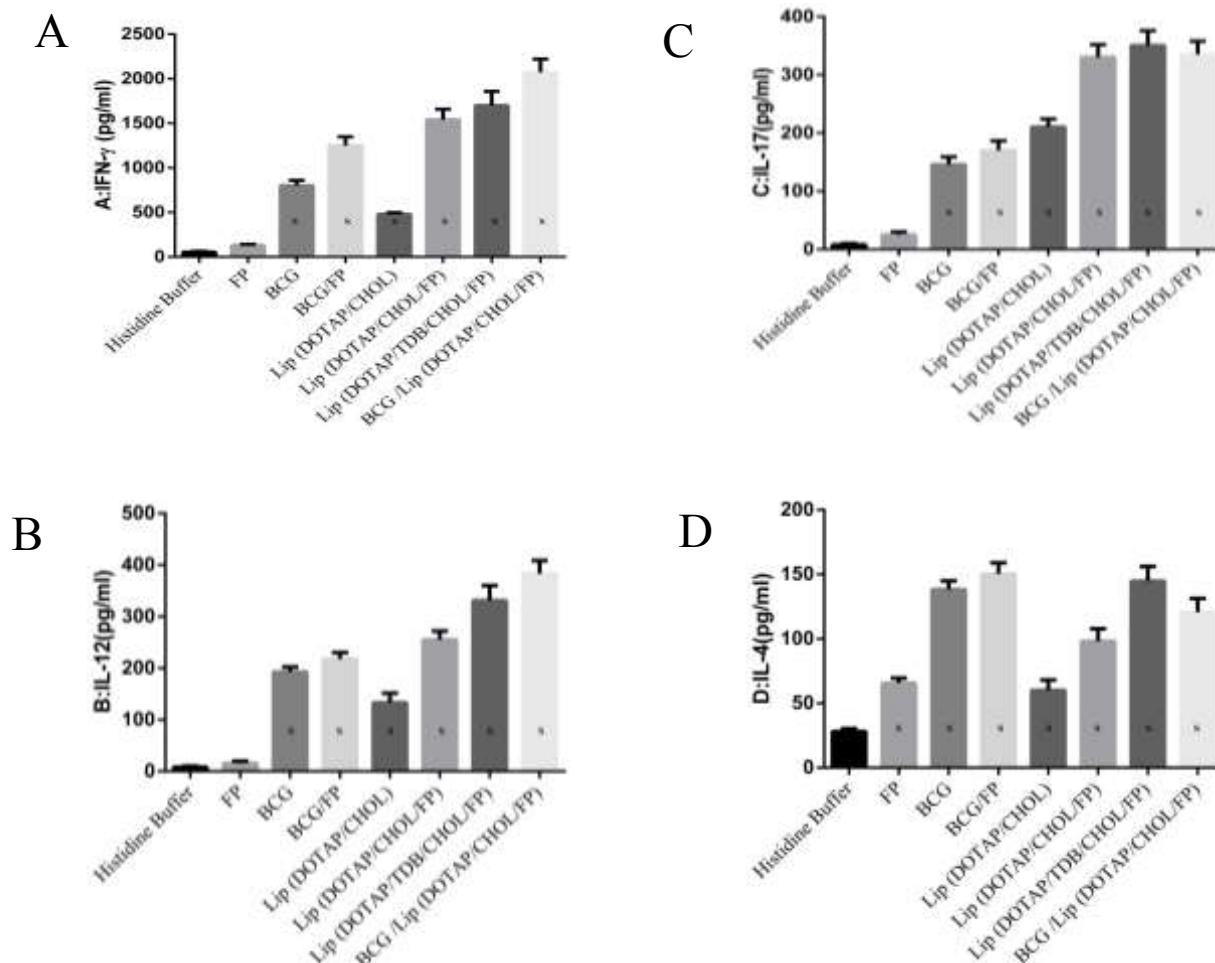 A
A:IFN-γ (pg/ml)
2500
2000
1500
1000
500
0
Histidine Buffer
FP
BCG
BCG/FP
Lip (DOTAP/CHOL)
Lip (DOTAP/CHOL/FP)
Lip (DOTAP/TDB/CHOL/FP)
BCG /Lip (DOTAP/CHOL/FP)
C
C:IL-17(pg/ml)
400
300
200
100
0
Histidine Buffer
FP
BCG
BCG/FP
Lip (DOTAP/CHOL)
Lip (DOTAP/CHOL/FP)
Lip (DOTAP/TDB/CHOL/FP)
BCG /Lip (DOTAP/CHOL/FP)
B
B:IL-12(pg/ml)
500
400
300
200
100
0
Histidine Buffer
FP
BCG
BCG/FP
Lip (DOTAP/CHOL)
Lip (DOTAP/CHOL/FP)
Lip (DOTAP/TDB/CHOL/FP)
BCG /Lip (DOTAP/CHOL/FP)
D
D:IL-4(pg/ml)
200
150
100
50
0
Histidine Buffer
FP
BCG
BCG/FP
Lip (DOTAP/CHOL)
Lip (DOTAP/CHOL/FP)
Lip (DOTAP/TDB/CHOL/FP)
BCG /Lip (DOTAP/CHOL/FP)